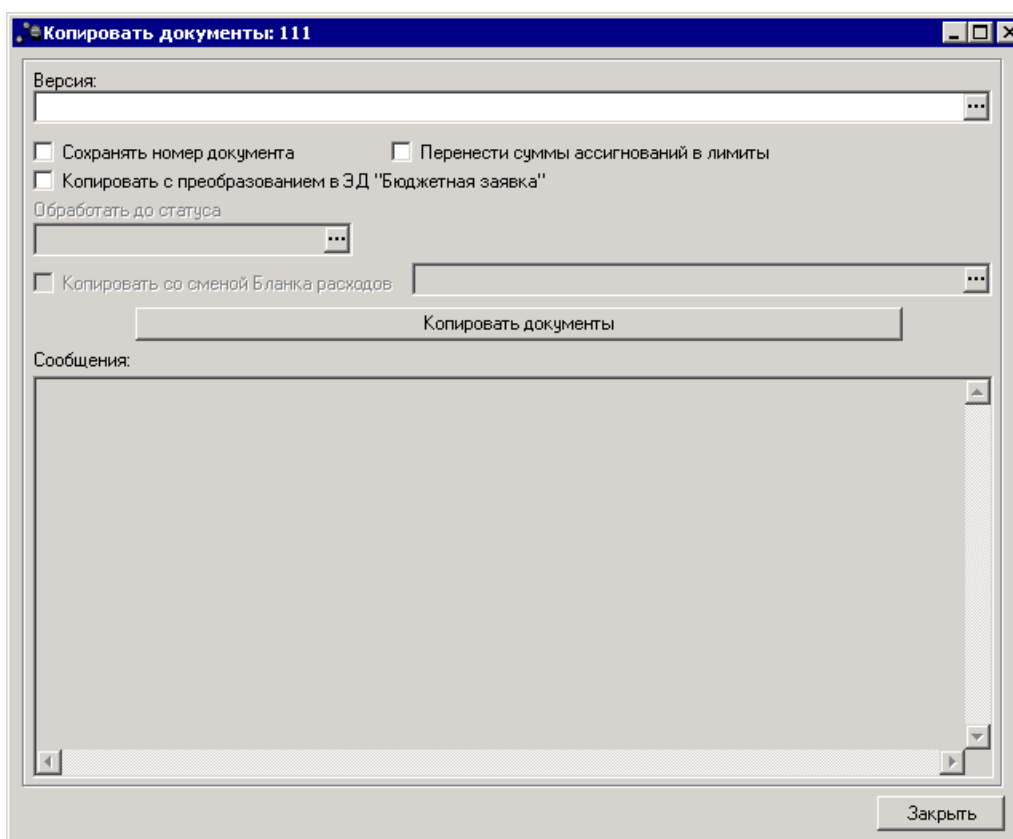 Копировать документы: 111
Версия:
Сохранять номер документа Перенести суммы ассигнований в лимиты
Копировать с преобразованием в ЭД "Бюджетная заявка"
Обработать до статуса
Копировать со сменой Бланка расходов
Копировать документы
Сообщения:
Закрыть